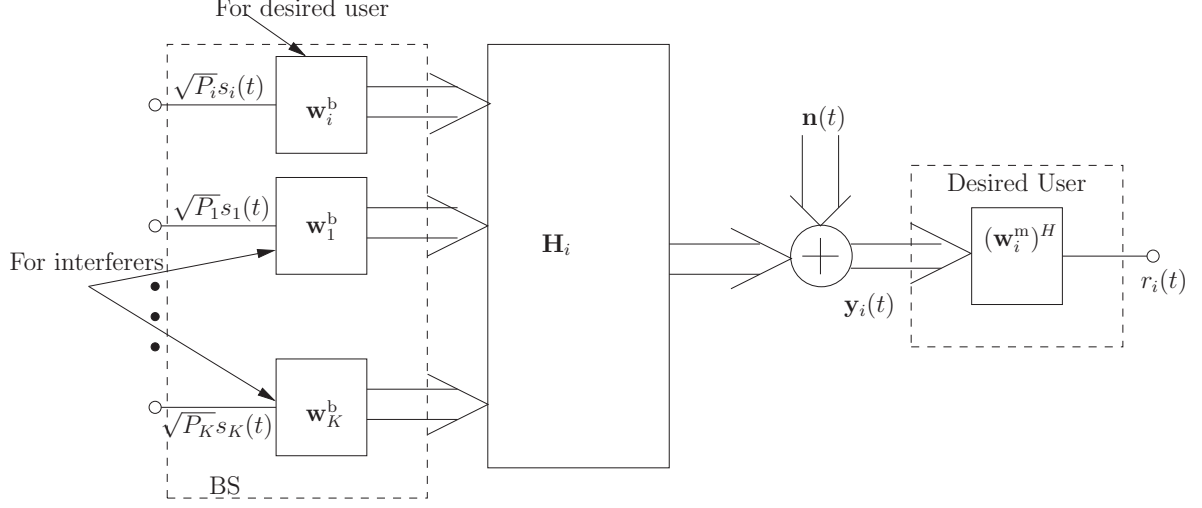 For desired user
√P_i s_i(t)
w_i^b
√P_1 s_1(t)
w_1^b
For interferers
√P_K s_K(t)
w_K^b
BS
H_i
n(t)
y_i(t)
Desired User
(w_i^m)^H
r_i(t)